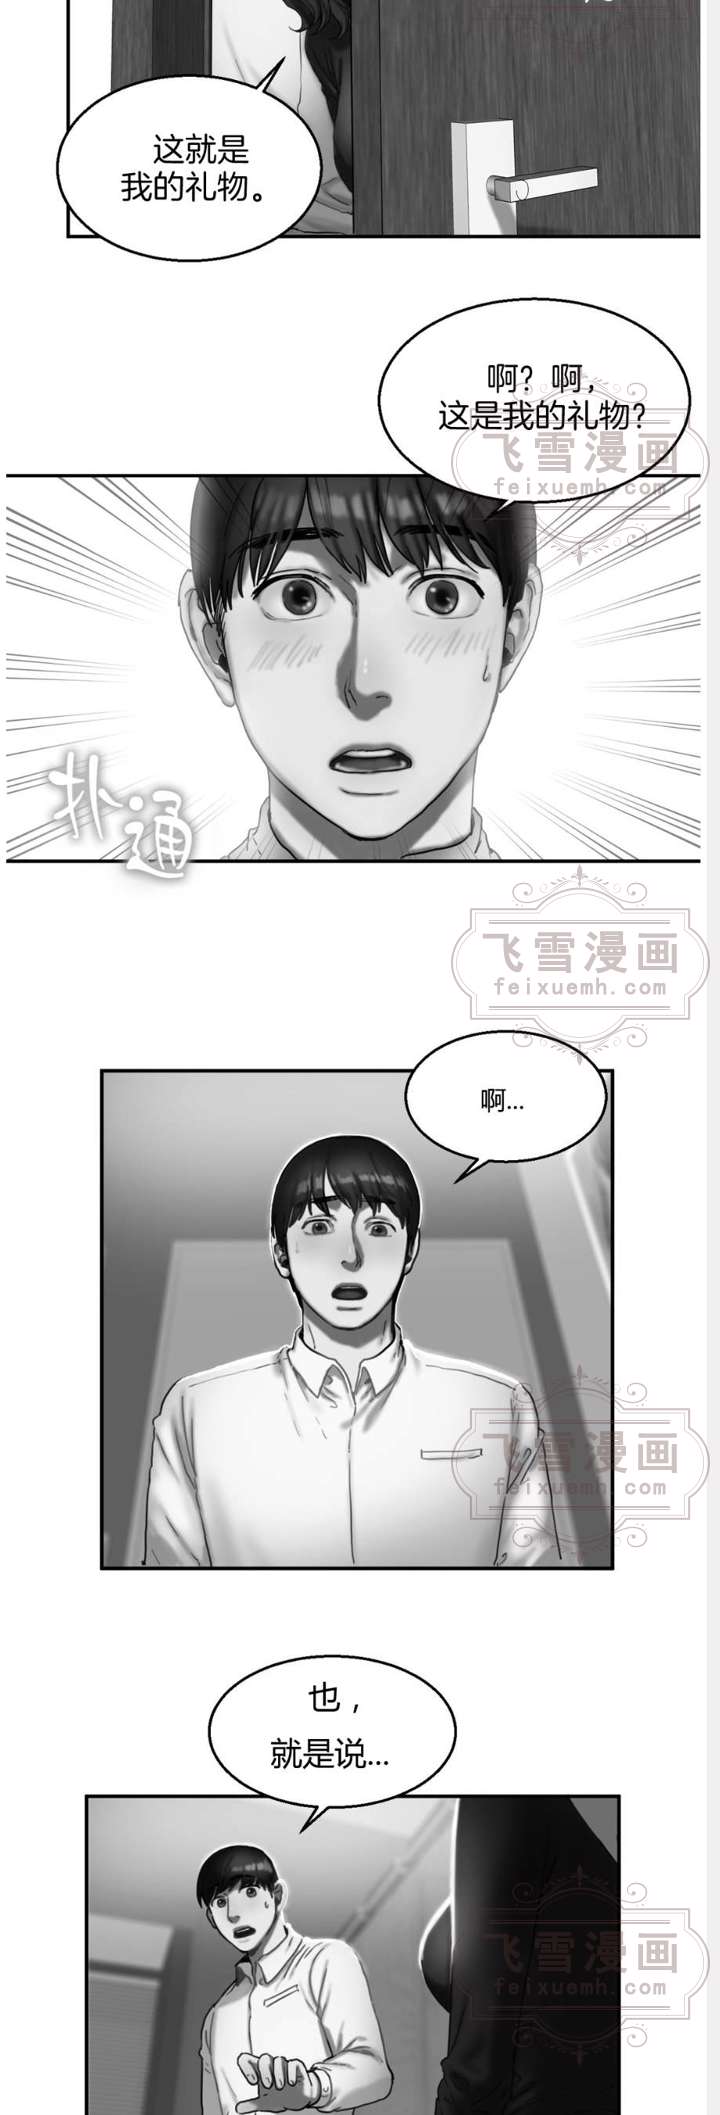 这就是
我的礼物。
啊？啊，
这是我的礼物？
飞雪漫画
feixuemh.com
扑通
飞雪漫画
feixuemh.com
啊…
飞雪漫画
feixuemh.com
也，
就是说…
飞雪漫画
feixuemh.com